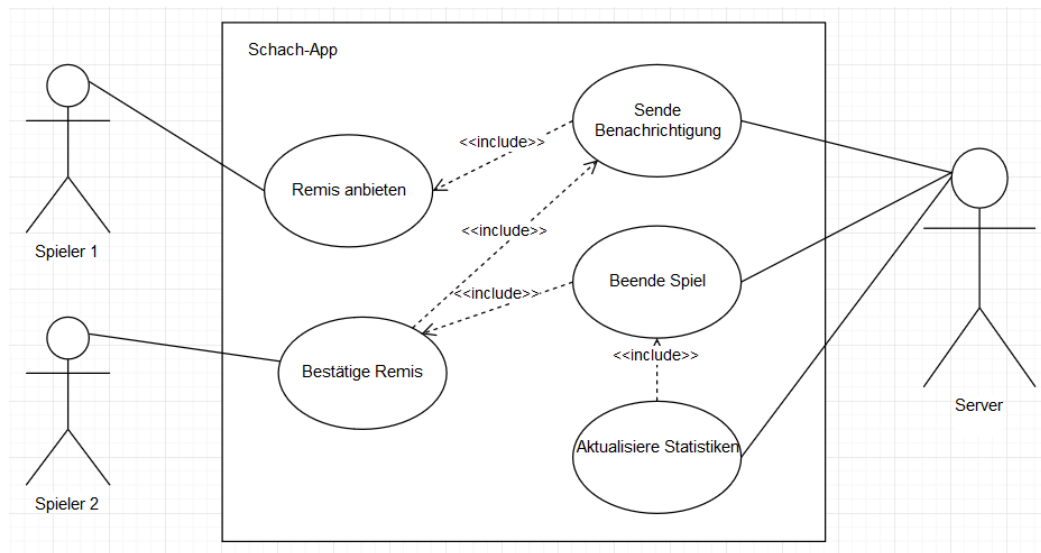 Schach-App
Sende
Benachrichtigung
<<include>>
Remis anbieten
Spieler 1
<<include>>
Beende Spiel
<<include>>
<<include>>
Bestätige Remis
Server
Aktualisiere Statistiken
Spieler 2